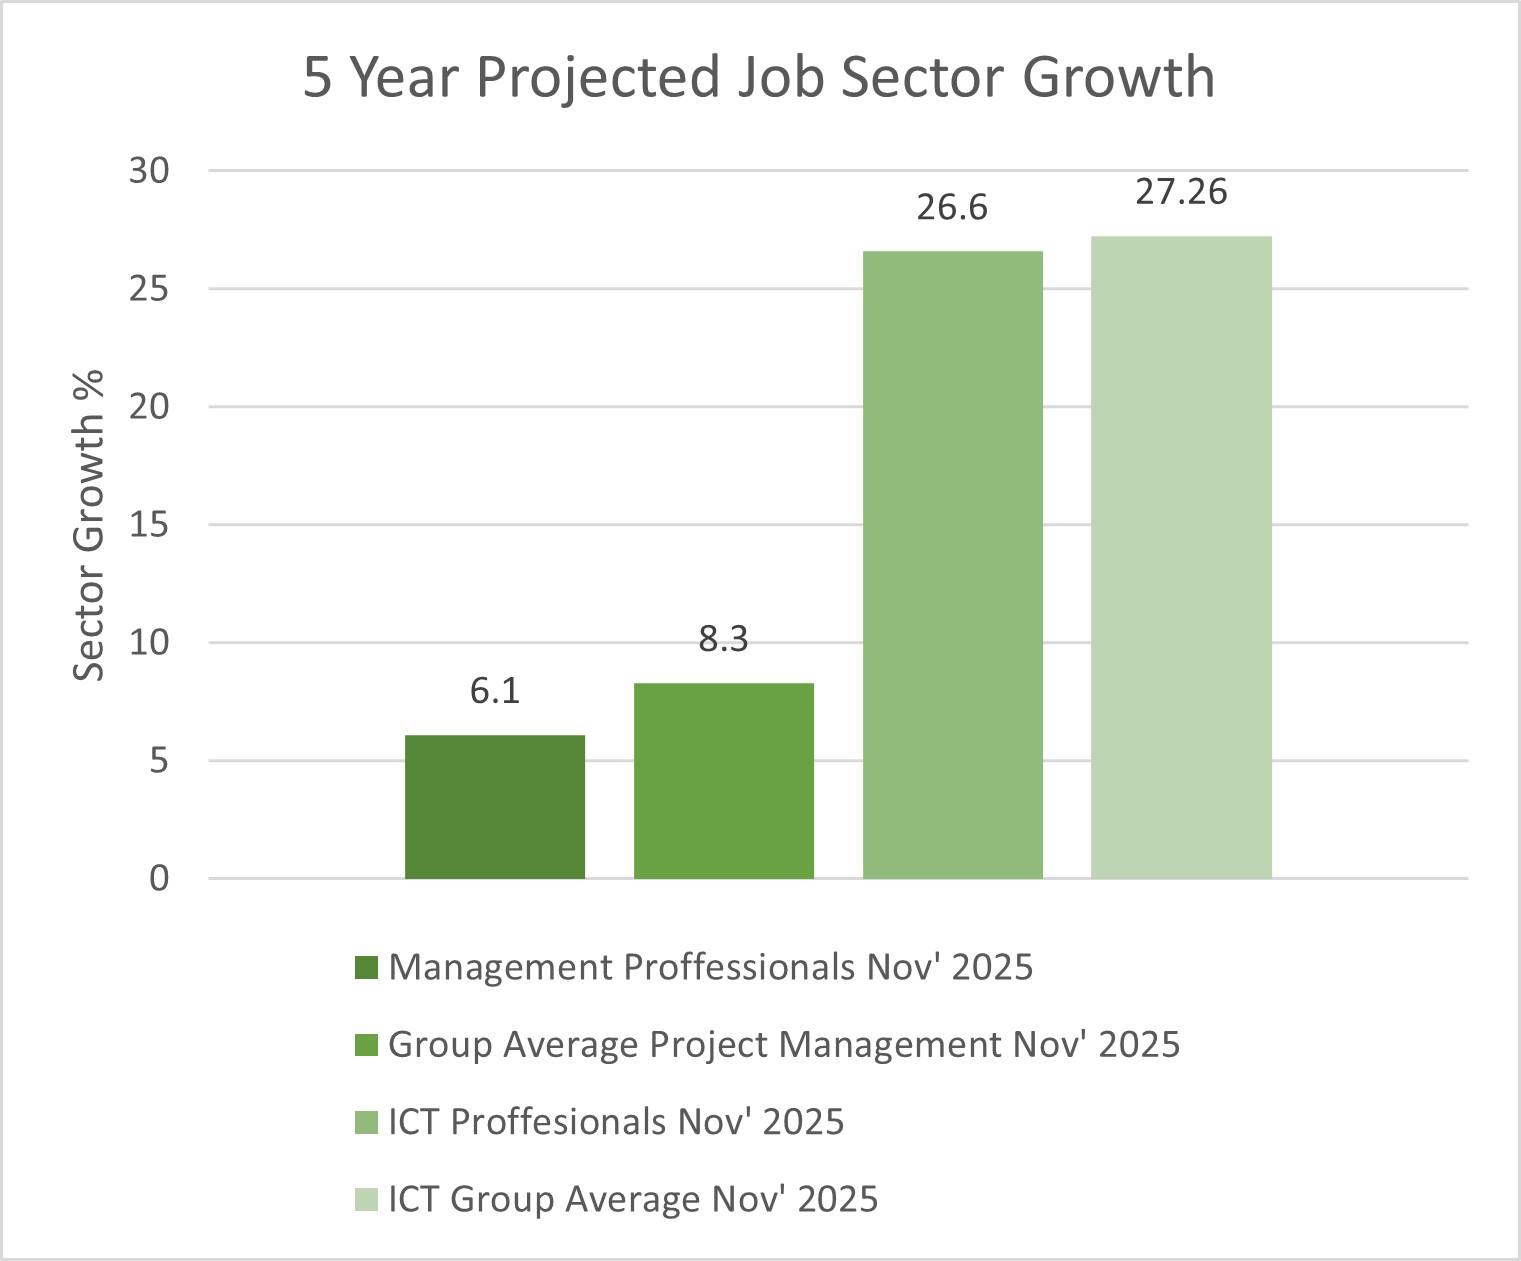 5 Year Projected Job Sector Growth
30
25
20
15
10
5
0
Sector Growth %
6.1
8.3
26.6
27.26
Management Proffessionals Nov' 2025
Group Average Project Management Nov' 2025
ICT Proffesionals Nov' 2025
ICT Group Average Nov' 2025